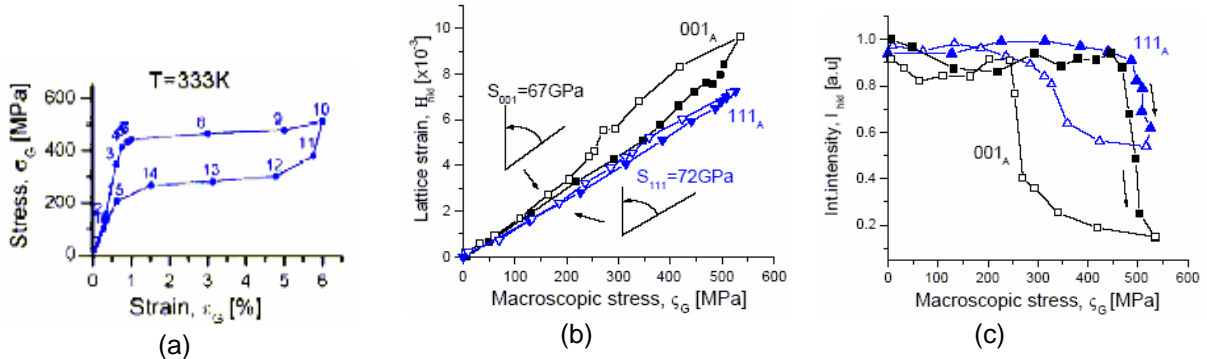 T=333K
Stress, σG [MPa]
600
400
200
0
3
6
8
9
10
11
12
13
14
5
0 1 2 3 4 5 6
Strain, εG [%]
(a)
Lattice strain, Hhkl [x10⁻³]
10
8
6
4
2
0
001A
S001=67GPa
111A
S111=72GPa
0 100 200 300 400 500 600
Macroscopic stress, ςG [MPa]
(b)
Int.intensity, Ihkl [a.u]
1.0
0.8
0.6
0.4
0.2
111A
001A
0 100 200 300 400 500 600
Macroscopic stress, ςG [MPa]
(c)